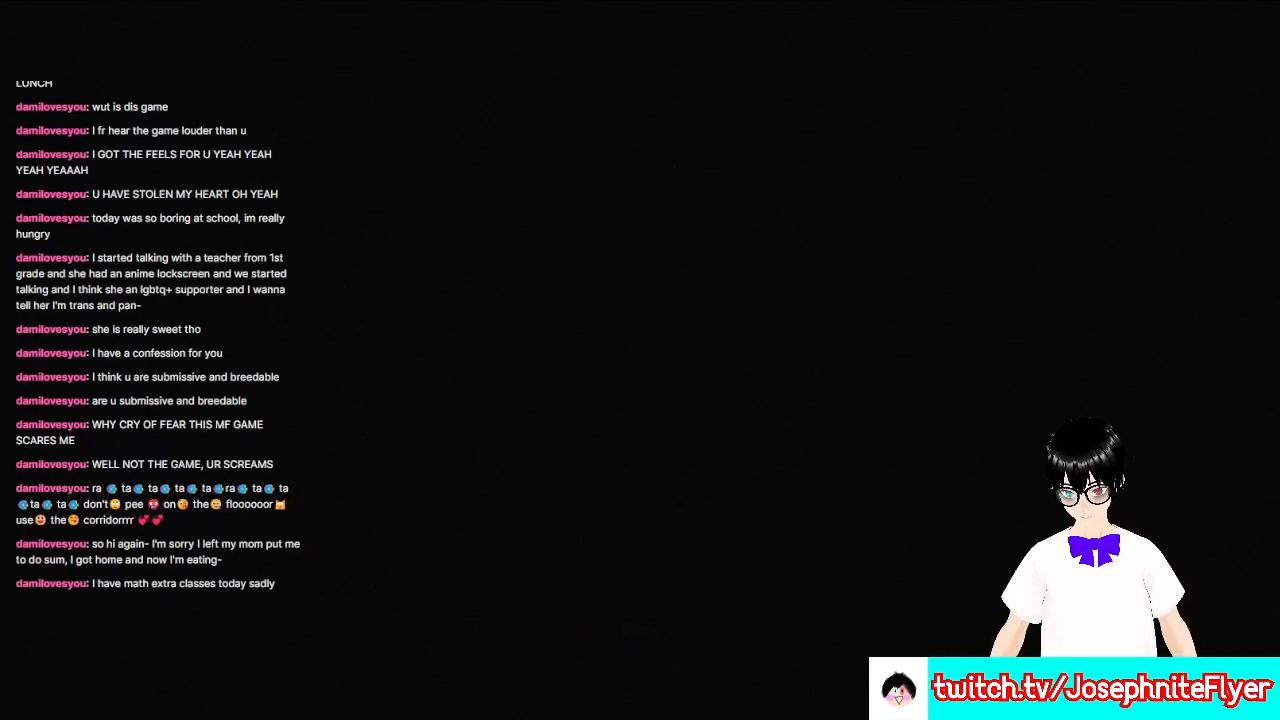 LUNCH
damilovesyou: wut is dis game
damilovesyou: I fr hear the game louder than u
damilovesyou: I GOT THE FEELS FOR U YEAH YEAH
YEAH YEAAAH
damilovesyou: U HAVE STOLEN MY HEART OH YEAH
damilovesyou: today was so boring at school, im really
hungry
damilovesyou: I started talking with a teacher from 1st
grade and she had an anime lockscreen and we started
talking and I think she an lgbtq+ supporter and I wanna
tell her I'm trans and pan-
damilovesyou: she is really sweet tho
damilovesyou: I have a confession for you
damilovesyou: I think u are submissive and breedable
damilovesyou: are u submissive and breedable
damilovesyou: WHY CRY OF FEAR THIS MF GAME
SCARES ME
damilovesyou: WELL NOT THE GAME, UR SCREAMS
damilovesyou: ra ta ta ta ta ra ta ta
ta ta don't pee on the floooooor
use the corridorrrr
damilovesyou: so hi again- I'm sorry I left my mom put me
to do sum, I got home and now I'm eating-
damilovesyou: I have math extra classes today sadly
twitch.tv/JosephniteFlyer